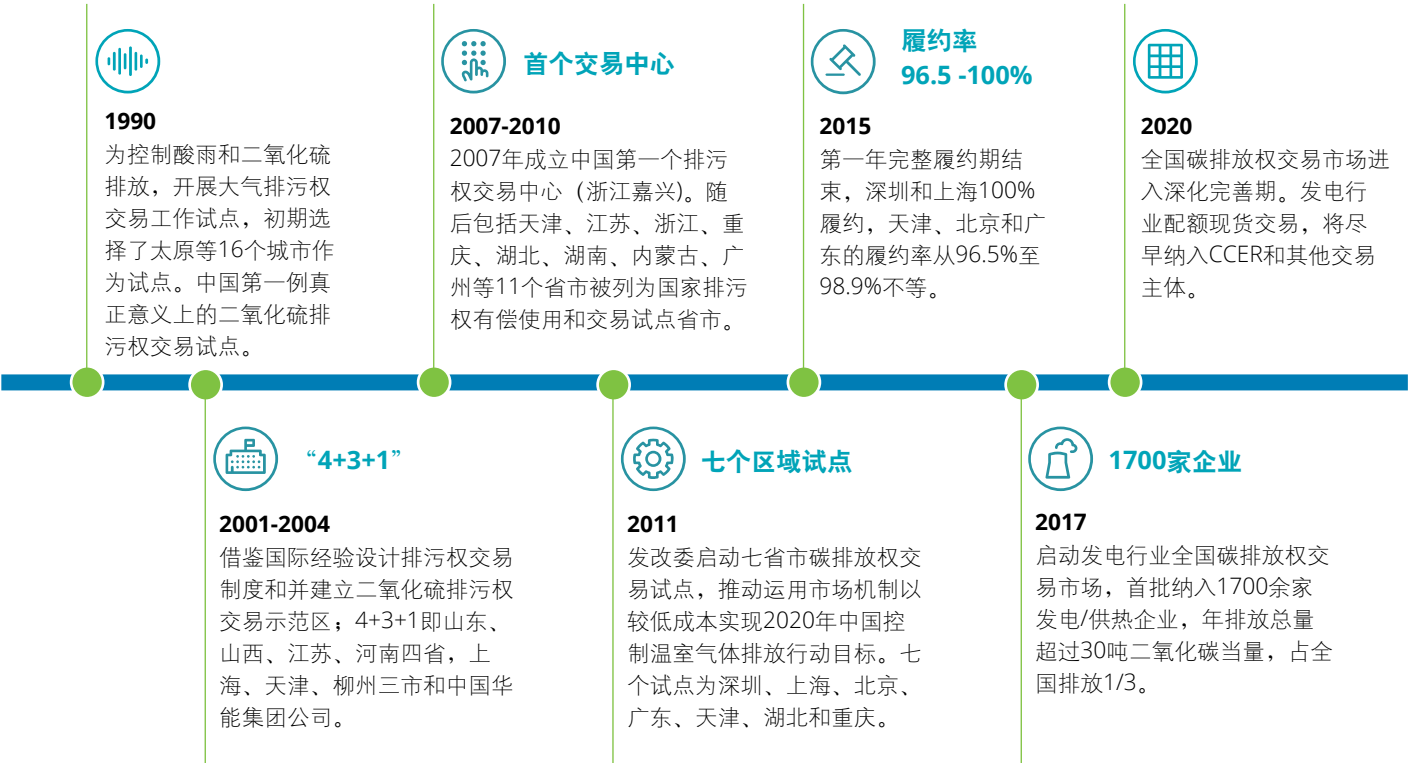 1990
为控制酸雨和二氧化硫
排放，开展大气排污权
交易工作试点，初期选
择了太原等16个城市作
为试点。中国第一例真
正意义上的二氧化硫排
污权交易试点。
首个交易中心
2007-2010
2007年成立中国第一个排污
权交易中心（浙江嘉兴)。随
后包括天津、江苏、浙江、重
庆、湖北、湖南、内蒙古、广
州等11个省市被列为国家排污
权有偿使用和交易试点省市。
履约率
96.5 -100%
2015
第一年完整履约期结
束，深圳和上海100%
履约，天津、北京和广
东的履约率从96.5%至
98.9%不等。
2020
全国碳排放权交易市场进
入深化完善期。发电行
业配额现货交易，将尽
早纳入CCER和其他交易
主体。
“4+3+1”
2001-2004
借鉴国际经验设计排污权交易
制度和并建立二氧化硫排污权
交易示范区；4+3+1即山东、
山西、江苏、河南四省，上
海、天津、柳州三市和中国华
能集团公司。
七个区域试点
2011
发改委启动七省市碳排放权交
易试点，推动运用市场机制以
较低成本实现2020年中国控
制温室气体排放行动目标。七
个试点为深圳、上海、北京、
广东、天津、湖北和重庆。
1700家企业
2017
启动发电行业全国碳排放权交
易市场，首批纳入1700余家
发电/供热企业，年排放总量
超过30吨二氧化碳当量，占全
国排放1/3。